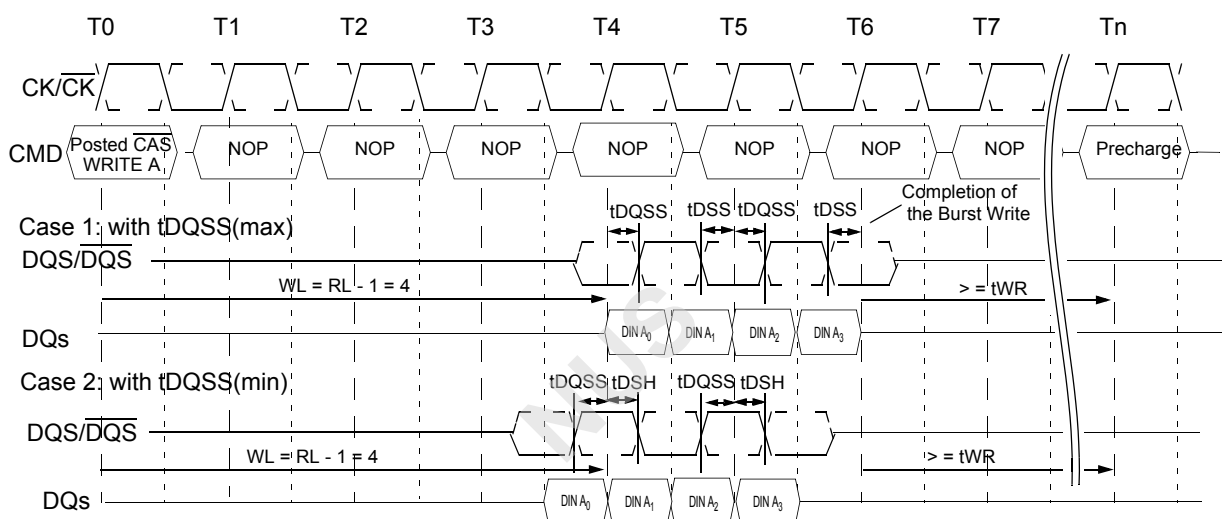 T0 T1 T2 T3 T4 T5 T6 T7 Tn
CK/CK
CMD Posted CAS WRITE A NOP NOP NOP NOP NOP NOP NOP Precharge
Completion of
the Burst Write
Case 1: with tDQSS(max)
tDQSS tDSS tDQSS tDSS
DQS/DQS
WL = RL - 1 = 4 > = tWR
DQs DIN A0 DIN A1 DIN A2 DIN A3
Case 2: with tDQSS(min)
tDQSS tDSH tDQSS tDSH
DQS/DQS
WL = RL - 1 = 4 > = tWR
DQs DIN A0 DIN A1 DIN A2 DIN A3
NUS